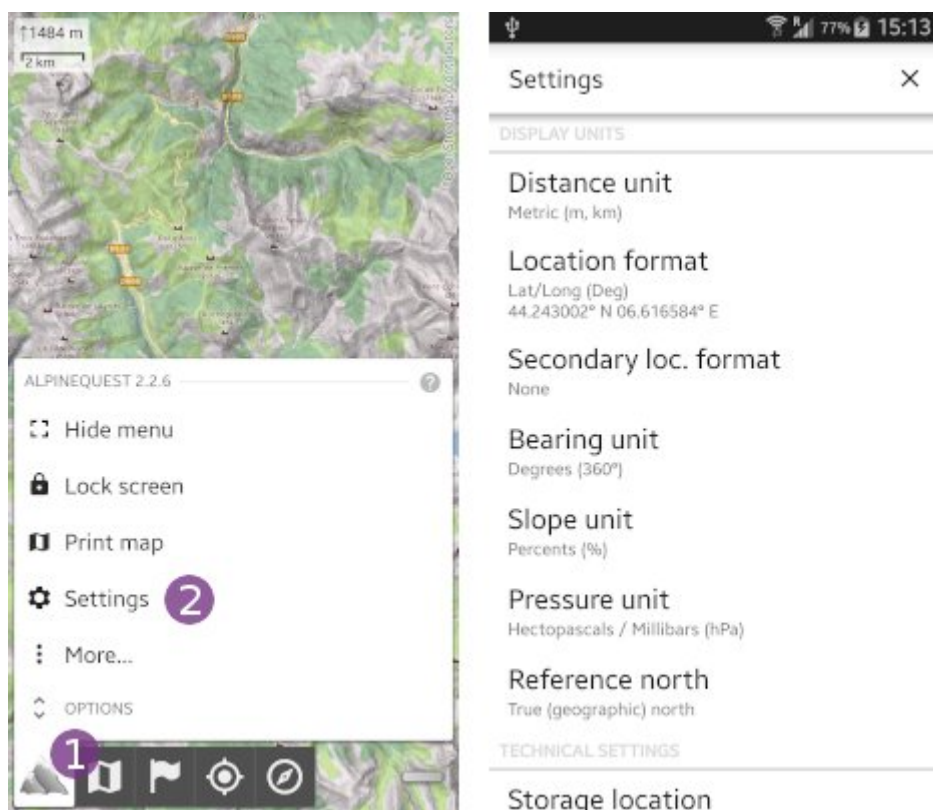 ↑1484 m
2 km
ALPINEQUEST 2.2.6
?
Hide menu
Lock screen
Print map
Settings
2
More...
OPTIONS
1
77% 15:13
Settings
DISPLAY UNITS
Distance unit
Metric (m, km)
Location format
Lat/Long (Deg)
44.243002° N 06.616584° E
Secondary loc. format
None
Bearing unit
Degrees (360°)
Slope unit
Percents (%)
Pressure unit
Hectopascals / Millibars (hPa)
Reference north
True (geographic) north
TECHNICAL SETTINGS
Storage location